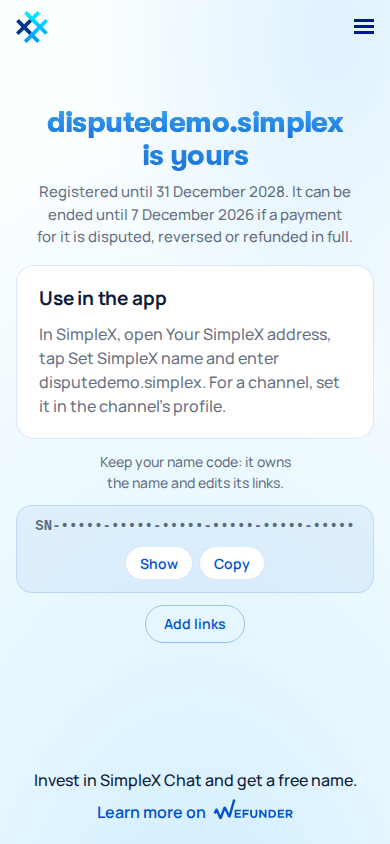 disputedemo.simplex
is yours
Registered until 31 December 2028. It can be
ended until 7 December 2026 if a payment
for it is disputed, reversed or refunded in full.
Use in the app
In SimpleX, open Your SimpleX address,
tap Set SimpleX name and enter
disputedemo.simplex. For a channel, set
it in the channel's profile.
Keep your name code: it owns
the name and edits its links.
SN-•••••-•••••-•••••-•••••-•••••-•••••
Show Copy
Add links
Invest in SimpleX Chat and get a free name.
Learn more on WEFUNDER